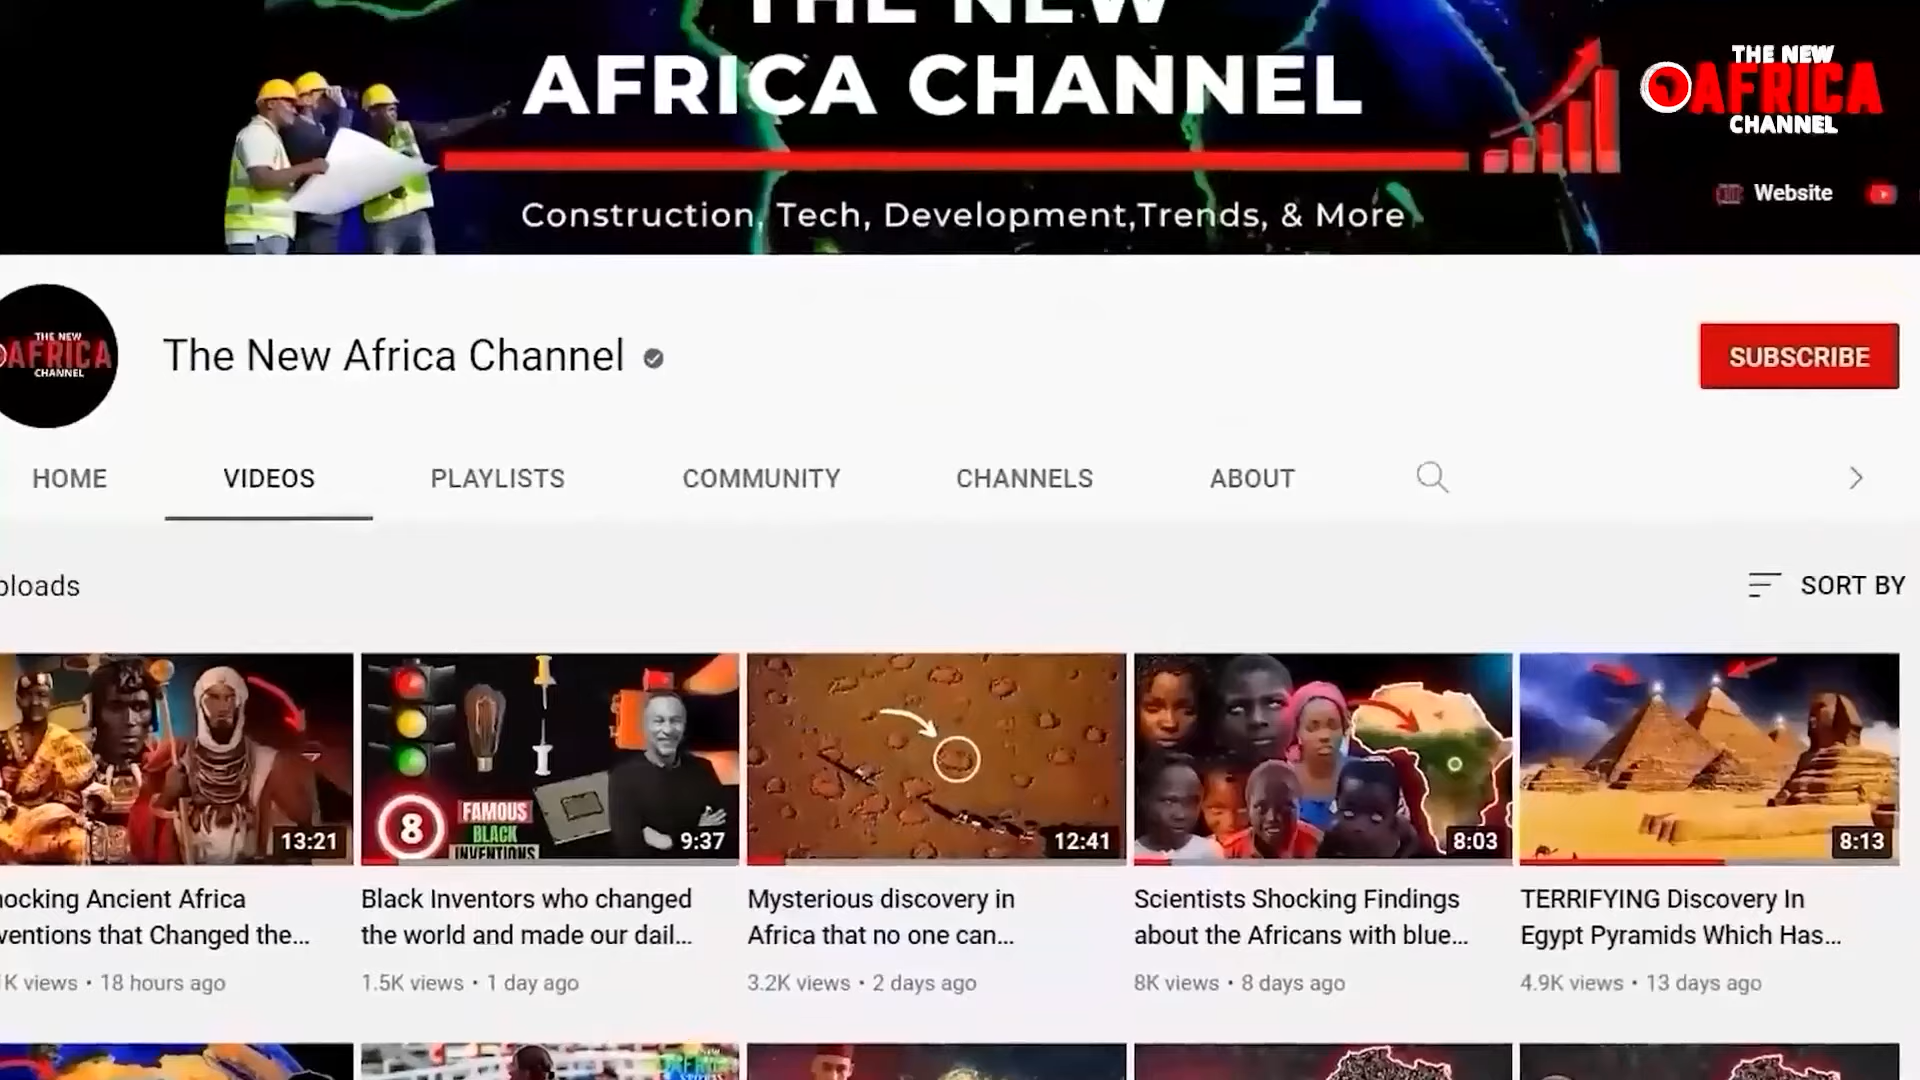 THE NEW
AFRICA CHANNEL
Construction, Tech, Development,Trends, & More
THE NEW
AFRICA
CHANNEL
Website
THE NEW
AFRICA
CHANNEL
The New Africa Channel
SUBSCRIBE
HOME VIDEOS PLAYLISTS COMMUNITY CHANNELS ABOUT
ploads
SORT BY
13:21
8
FAMOUS
BLACK
INVENTIONS
9:37
12:41
8:03
8:13
ocking Ancient Africa
ventions that Changed the...
K views • 18 hours ago
Black Inventors who changed
the world and made our dail...
1.5K views • 1 day ago
Mysterious discovery in
Africa that no one can...
3.2K views • 2 days ago
Scientists Shocking Findings
about the Africans with blue...
8K views • 8 days ago
TERRIFYING Discovery In
Egypt Pyramids Which Has...
4.9K views • 13 days ago